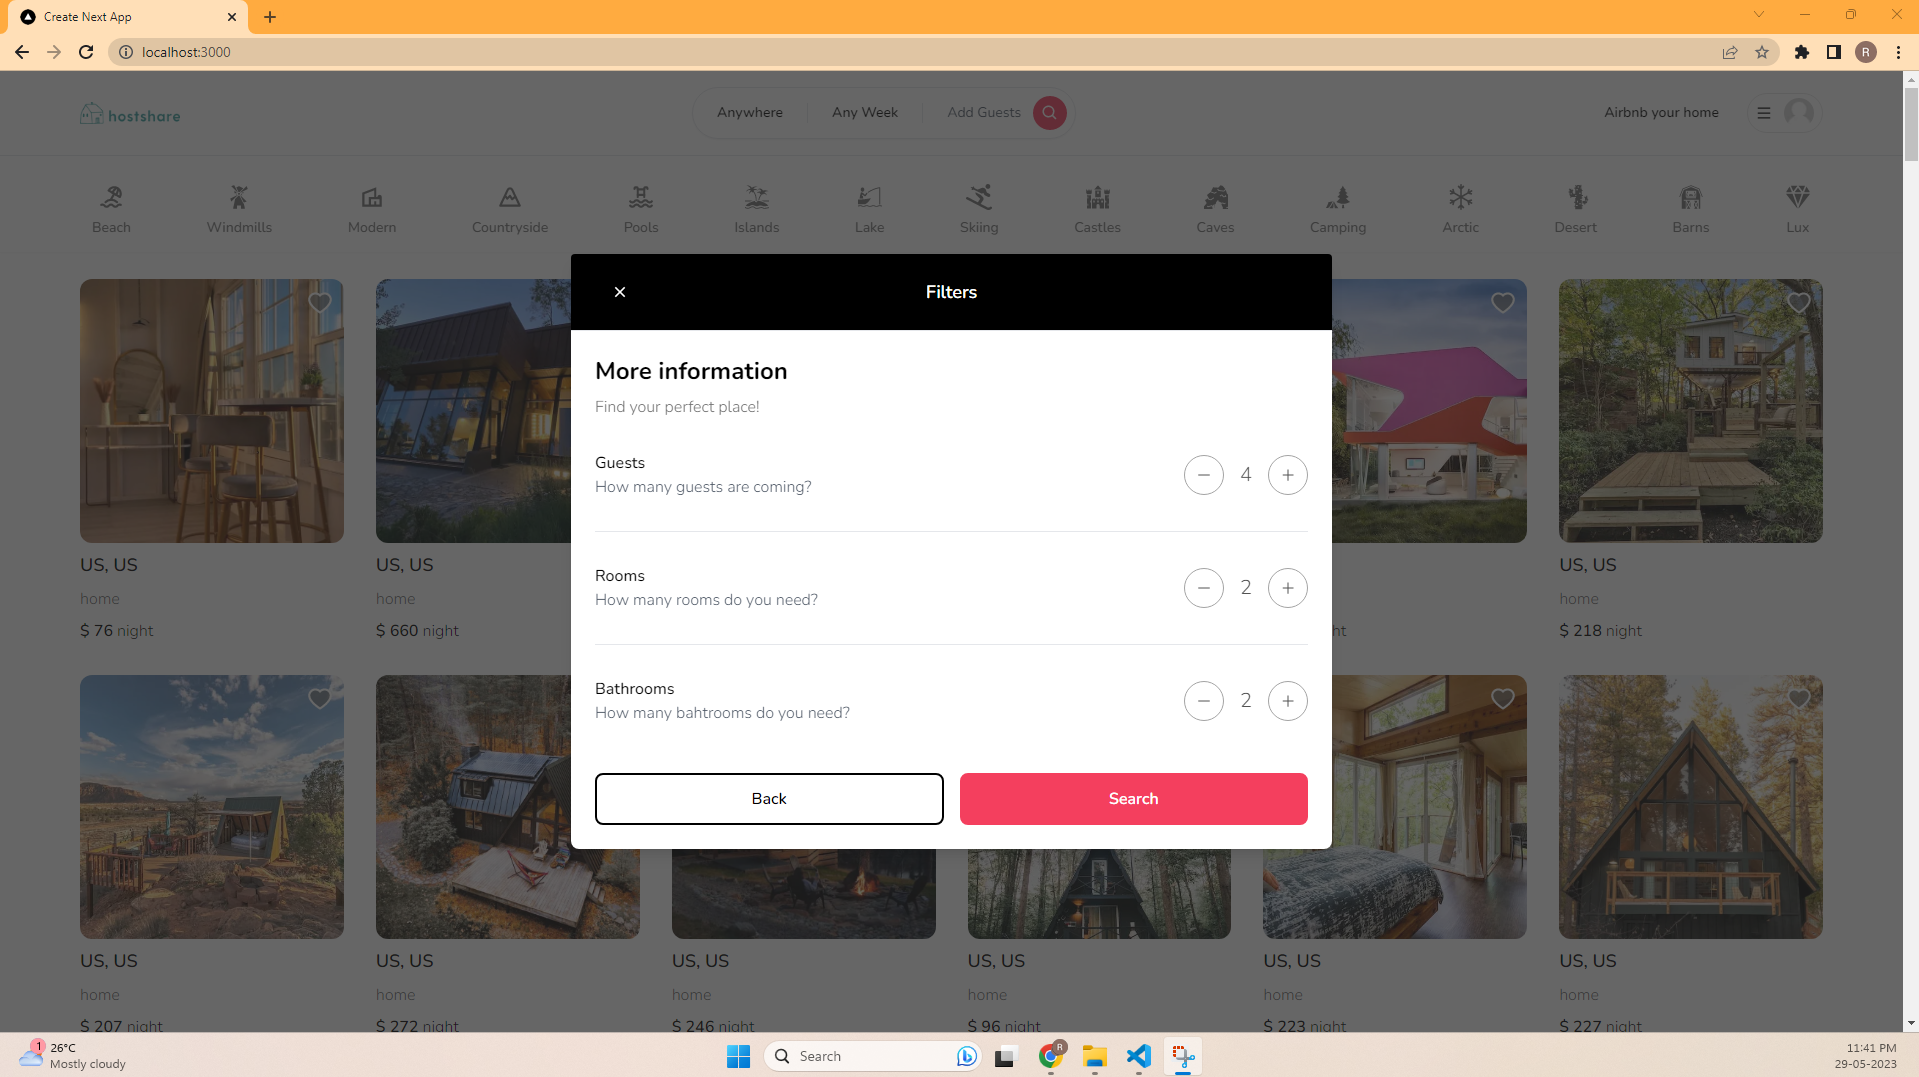 Create Next App
localhost:3000
R
hostshare
Anywhere
Any Week
Add Guests
Airbnb your home
Beach
Windmills
Modern
Countryside
Pools
Islands
Lake
Skiing
Castles
Caves
Camping
Arctic
Desert
Barns
Lux
Filters
More information
Find your perfect place!
Guests
How many guests are coming?
4
Rooms
How many rooms do you need?
2
Bathrooms
How many bahtrooms do you need?
2
Back
Search
US, US
home
$ 76 night
US, US
home
$ 660 night
ht
US, US
home
$ 218 night
US, US
home
$ 207 night
US, US
home
$ 272 night
US, US
home
$ 246 night
US, US
home
$ 96 night
US, US
home
$ 223 night
US, US
home
$ 227 night
1
26°C
Mostly cloudy
Search
R
11:41 PM
29-05-2023